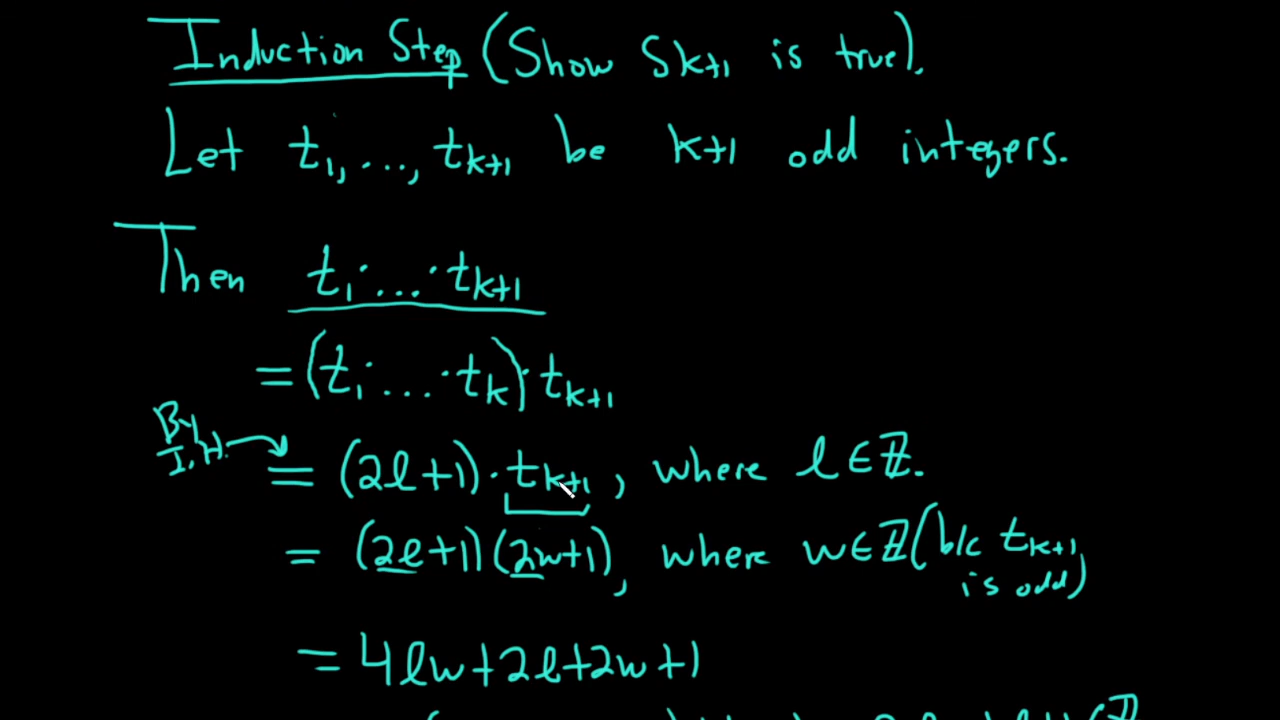 Induction Step (Show Sk+1 is true).
Let t1, ..., tk+1 be k+1 odd integers.
Then t1·...·tk+1
= (t1·...·tk)·tk+1
By I.H. = (2l+1)·tk+1, where l∈ℤ.
= (2l+1)(2w+1), where w∈ℤ (b/c tk+1 is odd)
= 4lw+2l+2w+1